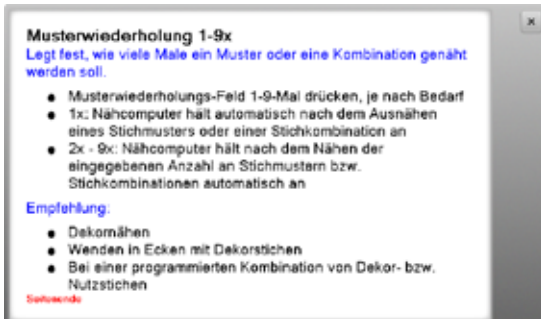 Musterwiederholung 1-9x
Legt fest, wie viele Male ein Muster oder eine Kombination genäht
werden soll.
● Musterwiederholungs-Feld 1-9-Mal drücken, je nach Bedarf
● 1x: Nähcomputer hält automatisch nach dem Ausnähen
eines Stichmusters oder einer Stichkombination an
● 2x - 9x: Nähcomputer hält nach dem Nähen der
eingegebenen Anzahl an Stichmustern bzw.
Stichkombinationen automatisch an
Empfehlung:
● Dekornähen
● Wenden in Ecken mit Dekorstichen
● Bei einer programmierten Kombination von Dekor- bzw.
Nutzstichen
Seitenende